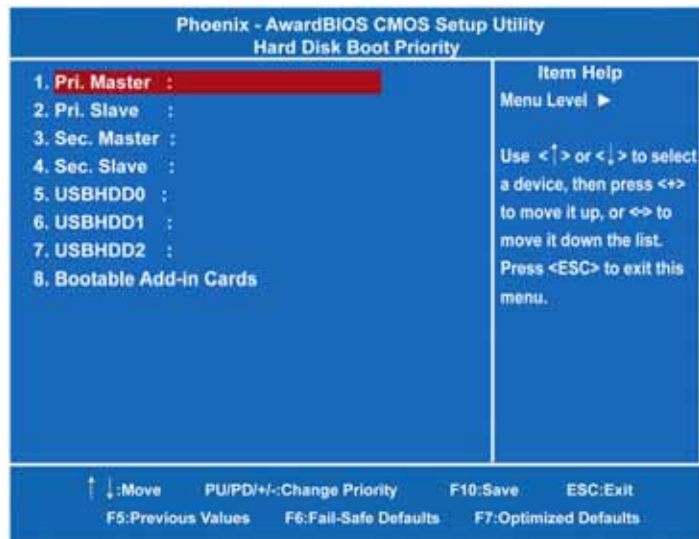 Phoenix - AwardBIOS CMOS Setup Utility
Hard Disk Boot Priority
1. Pri. Master :
2. Pri. Slave :
3. Sec. Master :
4. Sec. Slave :
5. USBHDD0 :
6. USBHDD1 :
7. USBHDD2 :
8. Bootable Add-in Cards
Item Help
Menu Level ►
Use <↑> or <↓> to select
a device, then press <+>
to move it up, or <-> to
move it down the list.
Press <ESC> to exit this
menu.
↑ ↓:Move PU/PD/+/-:Change Priority F10:Save ESC:Exit
F5:Previous Values F6:Fail-Safe Defaults F7:Optimized Defaults